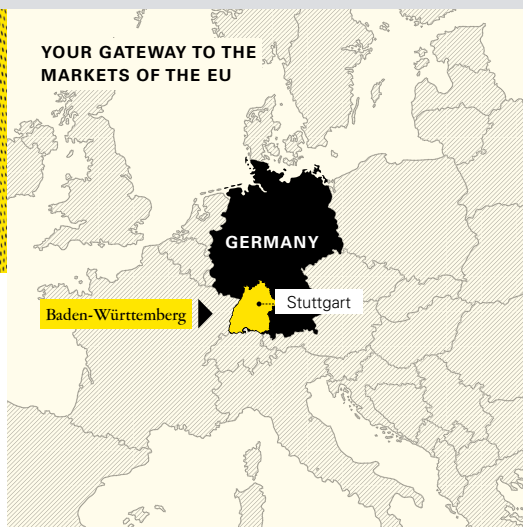 YOUR GATEWAY TO THE
MARKETS OF THE EU
GERMANY
Stuttgart
Baden-Württemberg